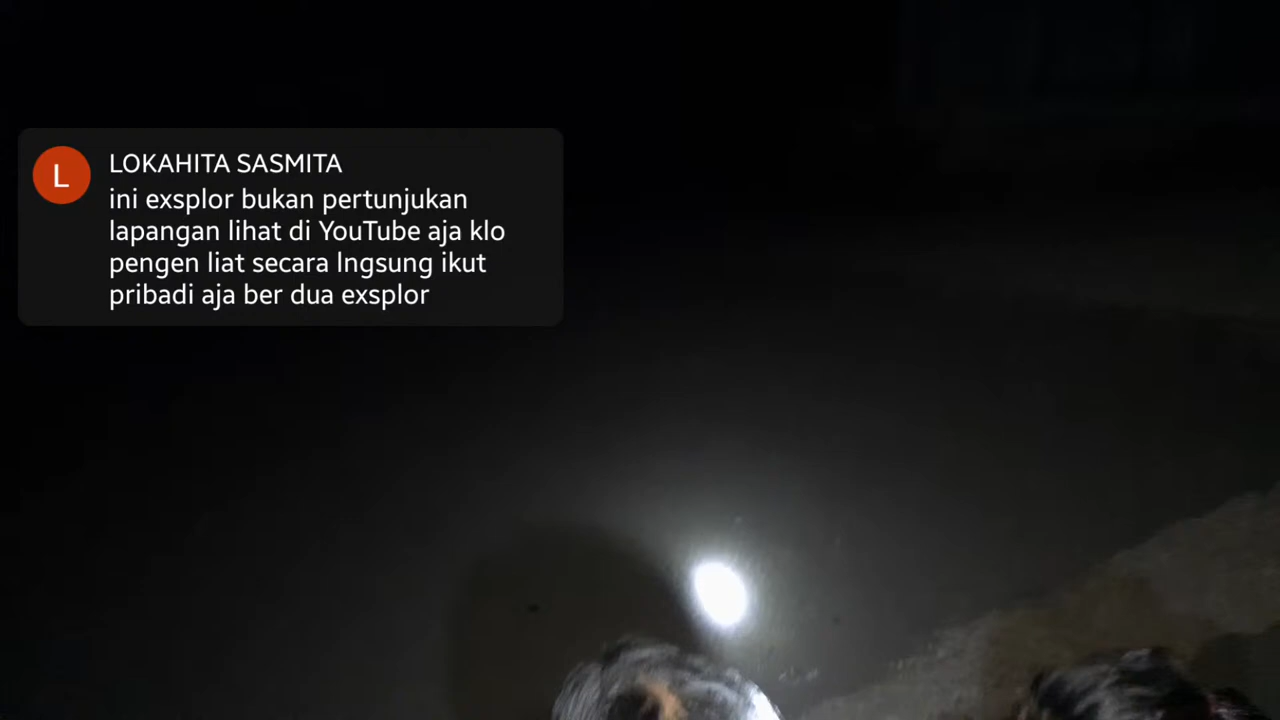 L
LOKAHITA SASMITA
ini exsplor bukan pertunjukan
lapangan lihat di YouTube aja klo
pengen liat secara lngsung ikut
pribadi aja ber dua exsplor